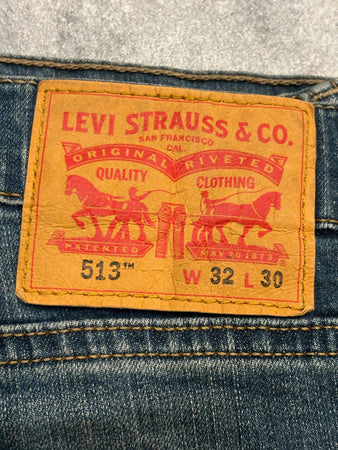 LEVI STRAUSS & CO.
SAN FRANCISCO
CAL.
ORIGINAL RIVETED
QUALITY CLOTHING
PATENTED MAY 20 1873
513™ W 32 L 30